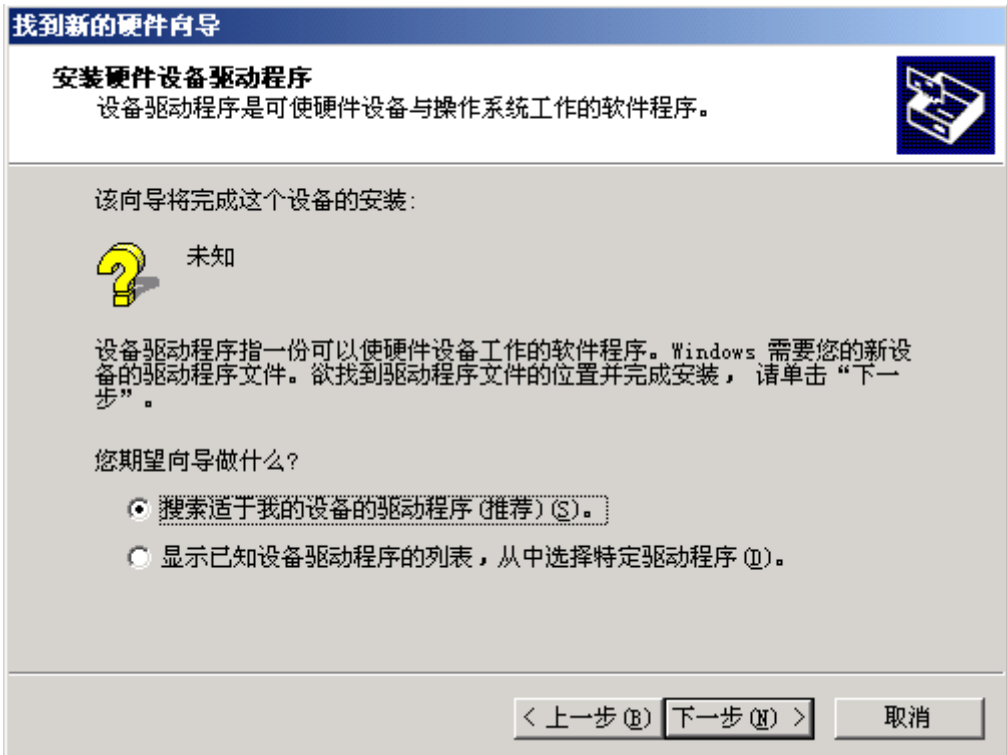 找到新的硬件向导
安装硬件设备驱动程序
设备驱动程序是可使硬件设备与操作系统工作的软件程序。
该向导将完成这个设备的安装:
未知
设备驱动程序指一份可以使硬件设备工作的软件程序。Windows 需要您的新设
备的驱动程序文件。欲找到驱动程序文件的位置并完成安装， 请单击“下一
步”。
您期望向导做什么?
搜索适于我的设备的驱动程序(推荐)(S)。
显示已知设备驱动程序的列表，从中选择特定驱动程序(D)。
< 上一步(B) 下一步(N) > 取消